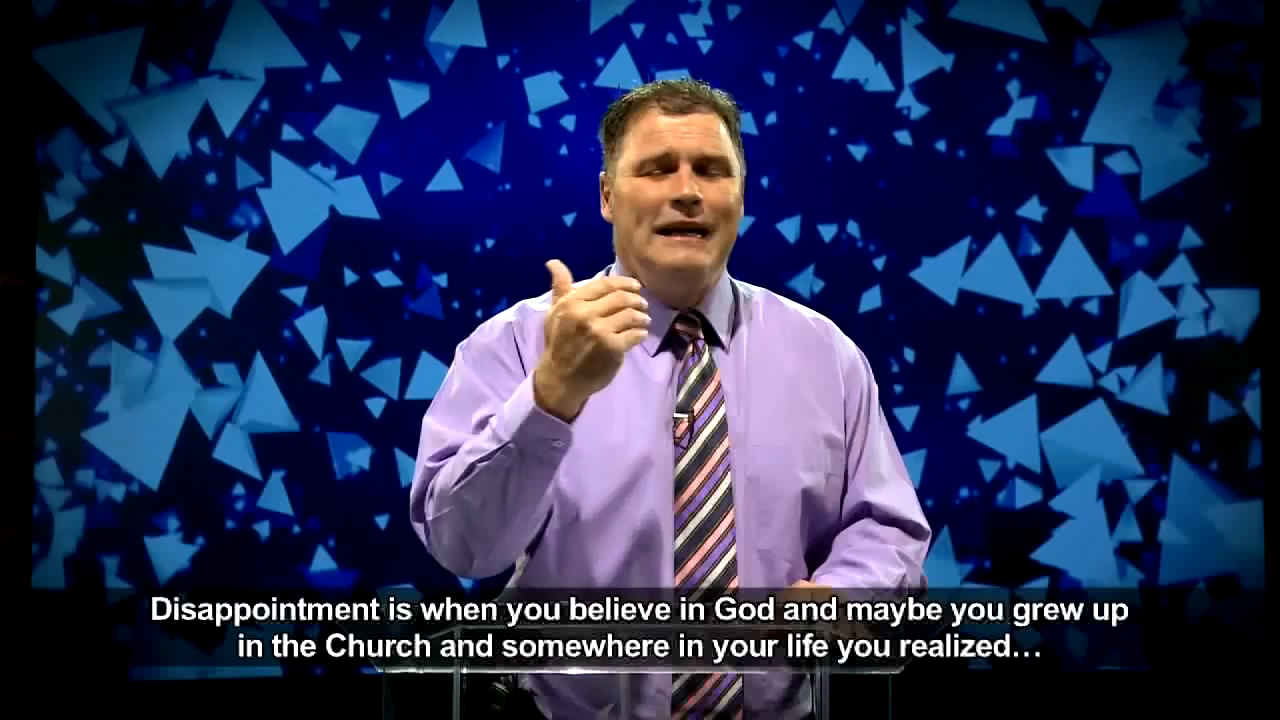 Disappointment is when you believe in God and maybe you grew up
in the Church and somewhere in your life you realized…